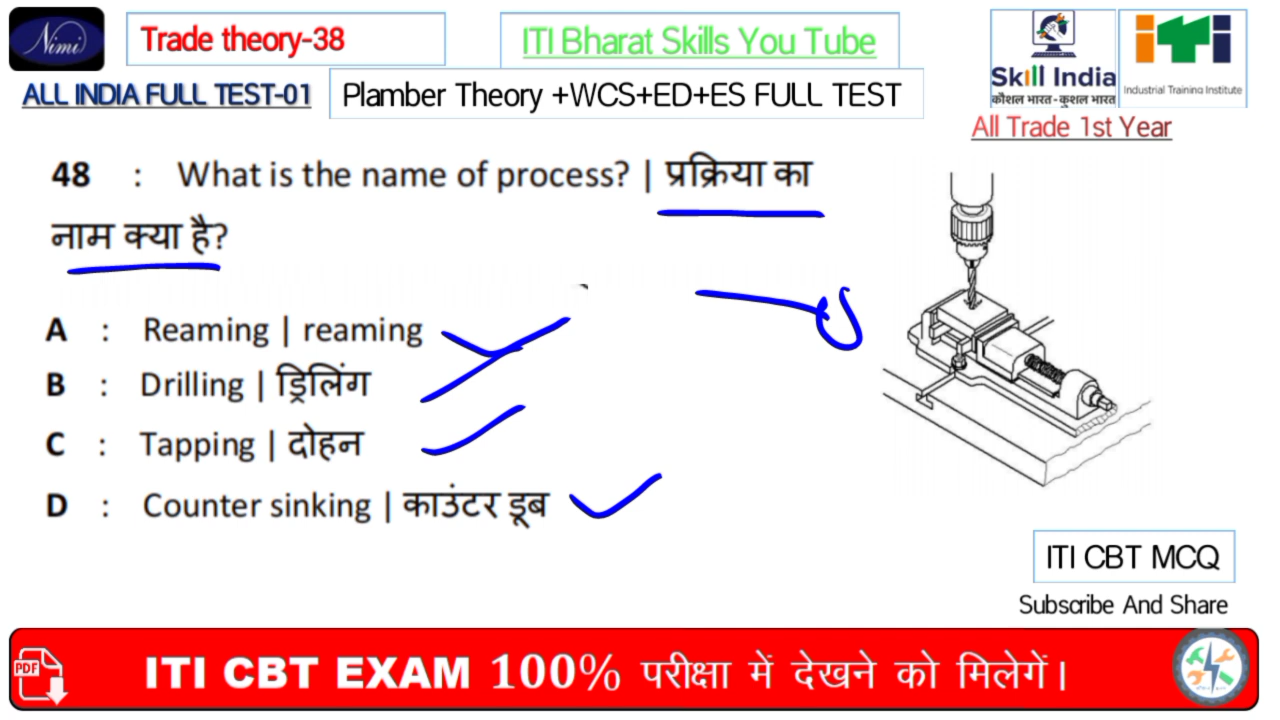 Nimi
Trade theory-38
ITI Bharat Skills You Tube
Skill India
कौशल भारत-कुशल भारत
iTi
Industrial Training Institute
ALL INDIA FULL TEST-01
Plamber Theory +WCS+ED+ES FULL TEST
All Trade 1st Year
48 : What is the name of process? | प्रक्रिया का
नाम क्या है?
A : Reaming | reaming
B : Drilling | ड्रिलिंग
C : Tapping | दोहन
D : Counter sinking | काउंटर डूब
ITI CBT MCQ
Subscribe And Share
PDF
ITI CBT EXAM 100% परीक्षा में देखने को मिलेगें।